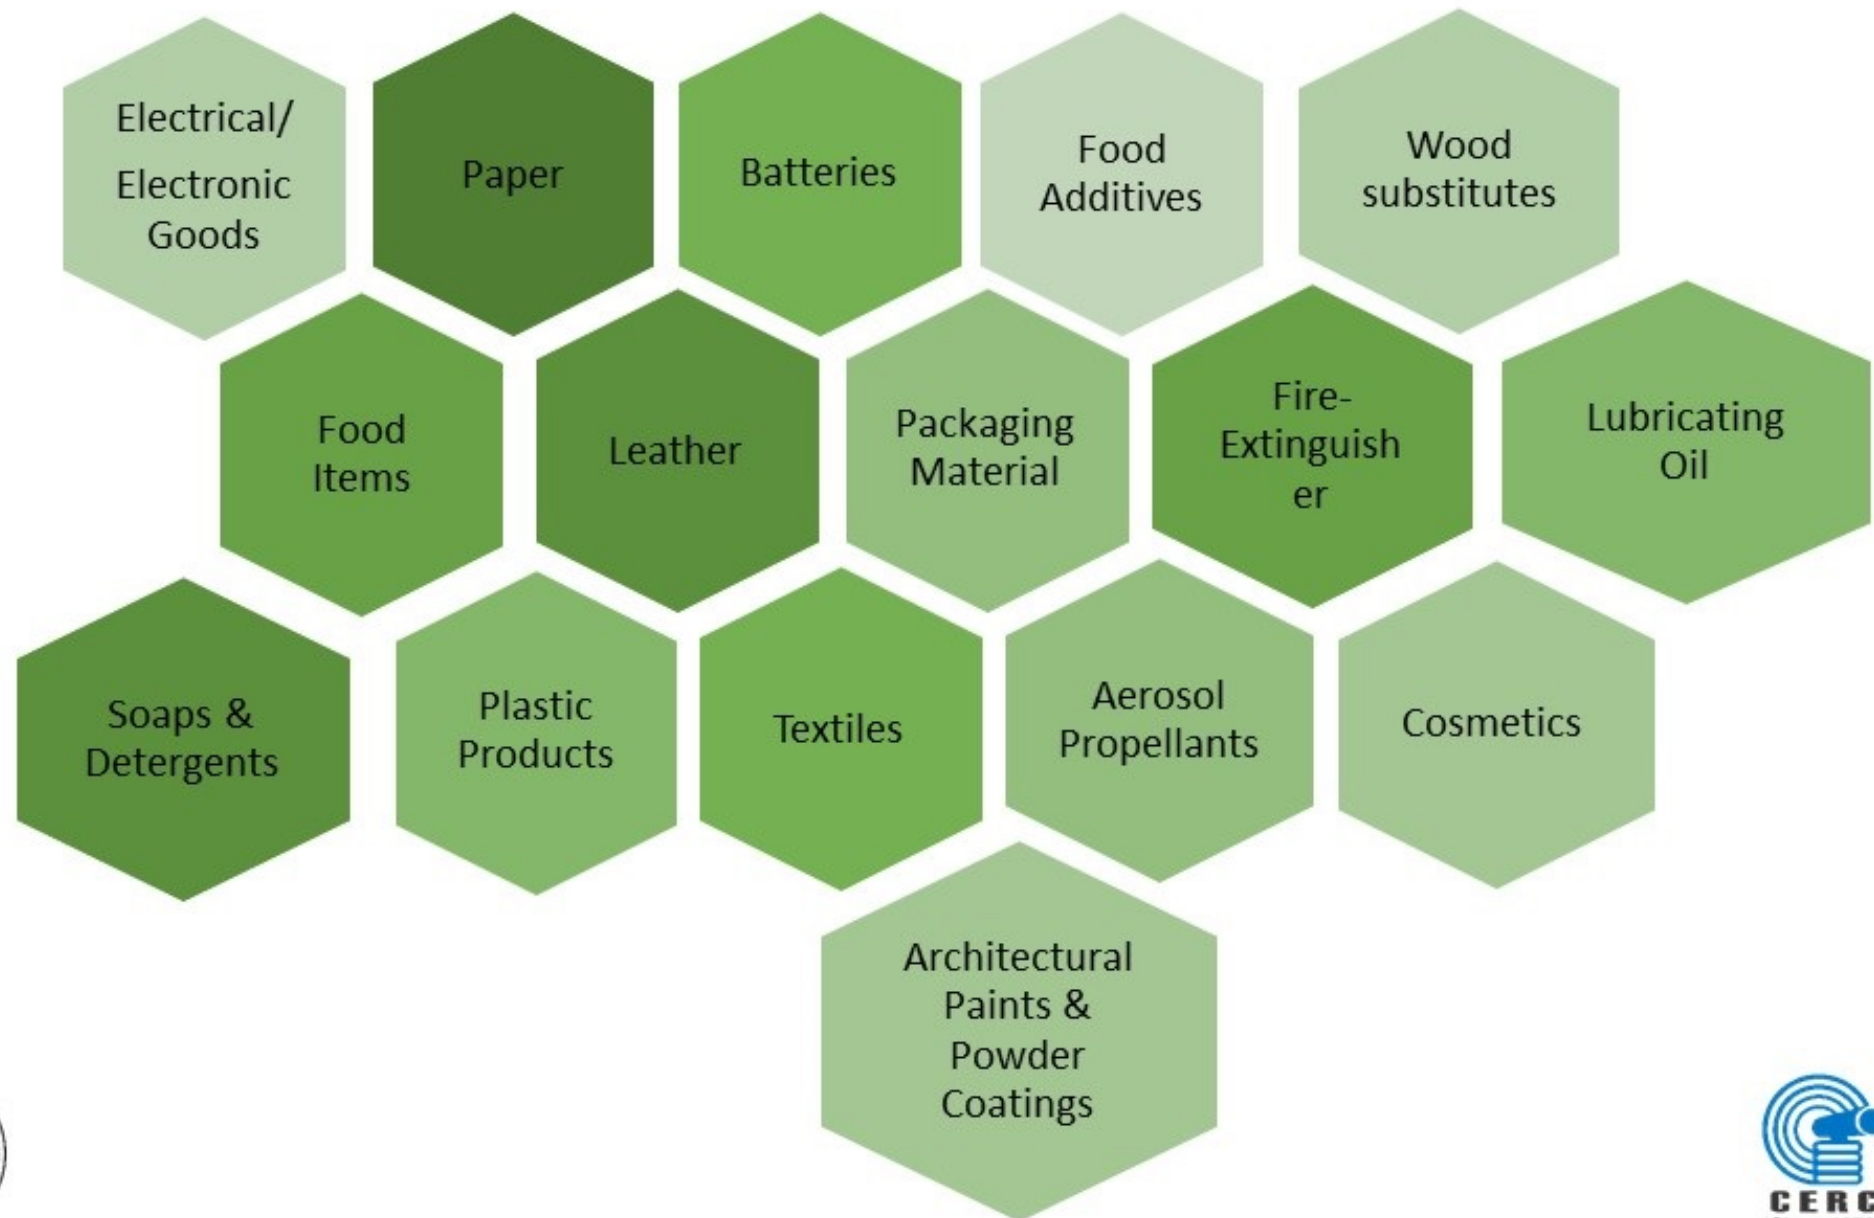 Electrical/
Electronic
Goods
Paper
Batteries
Food
Additives
Wood
substitutes
Food
Items
Leather
Packaging
Material
Fire-
Extinguish
er
Lubricating
Oil
Soaps &
Detergents
Plastic
Products
Textiles
Aerosol
Propellants
Cosmetics
Architectural
Paints &
Powder
Coatings
CERC